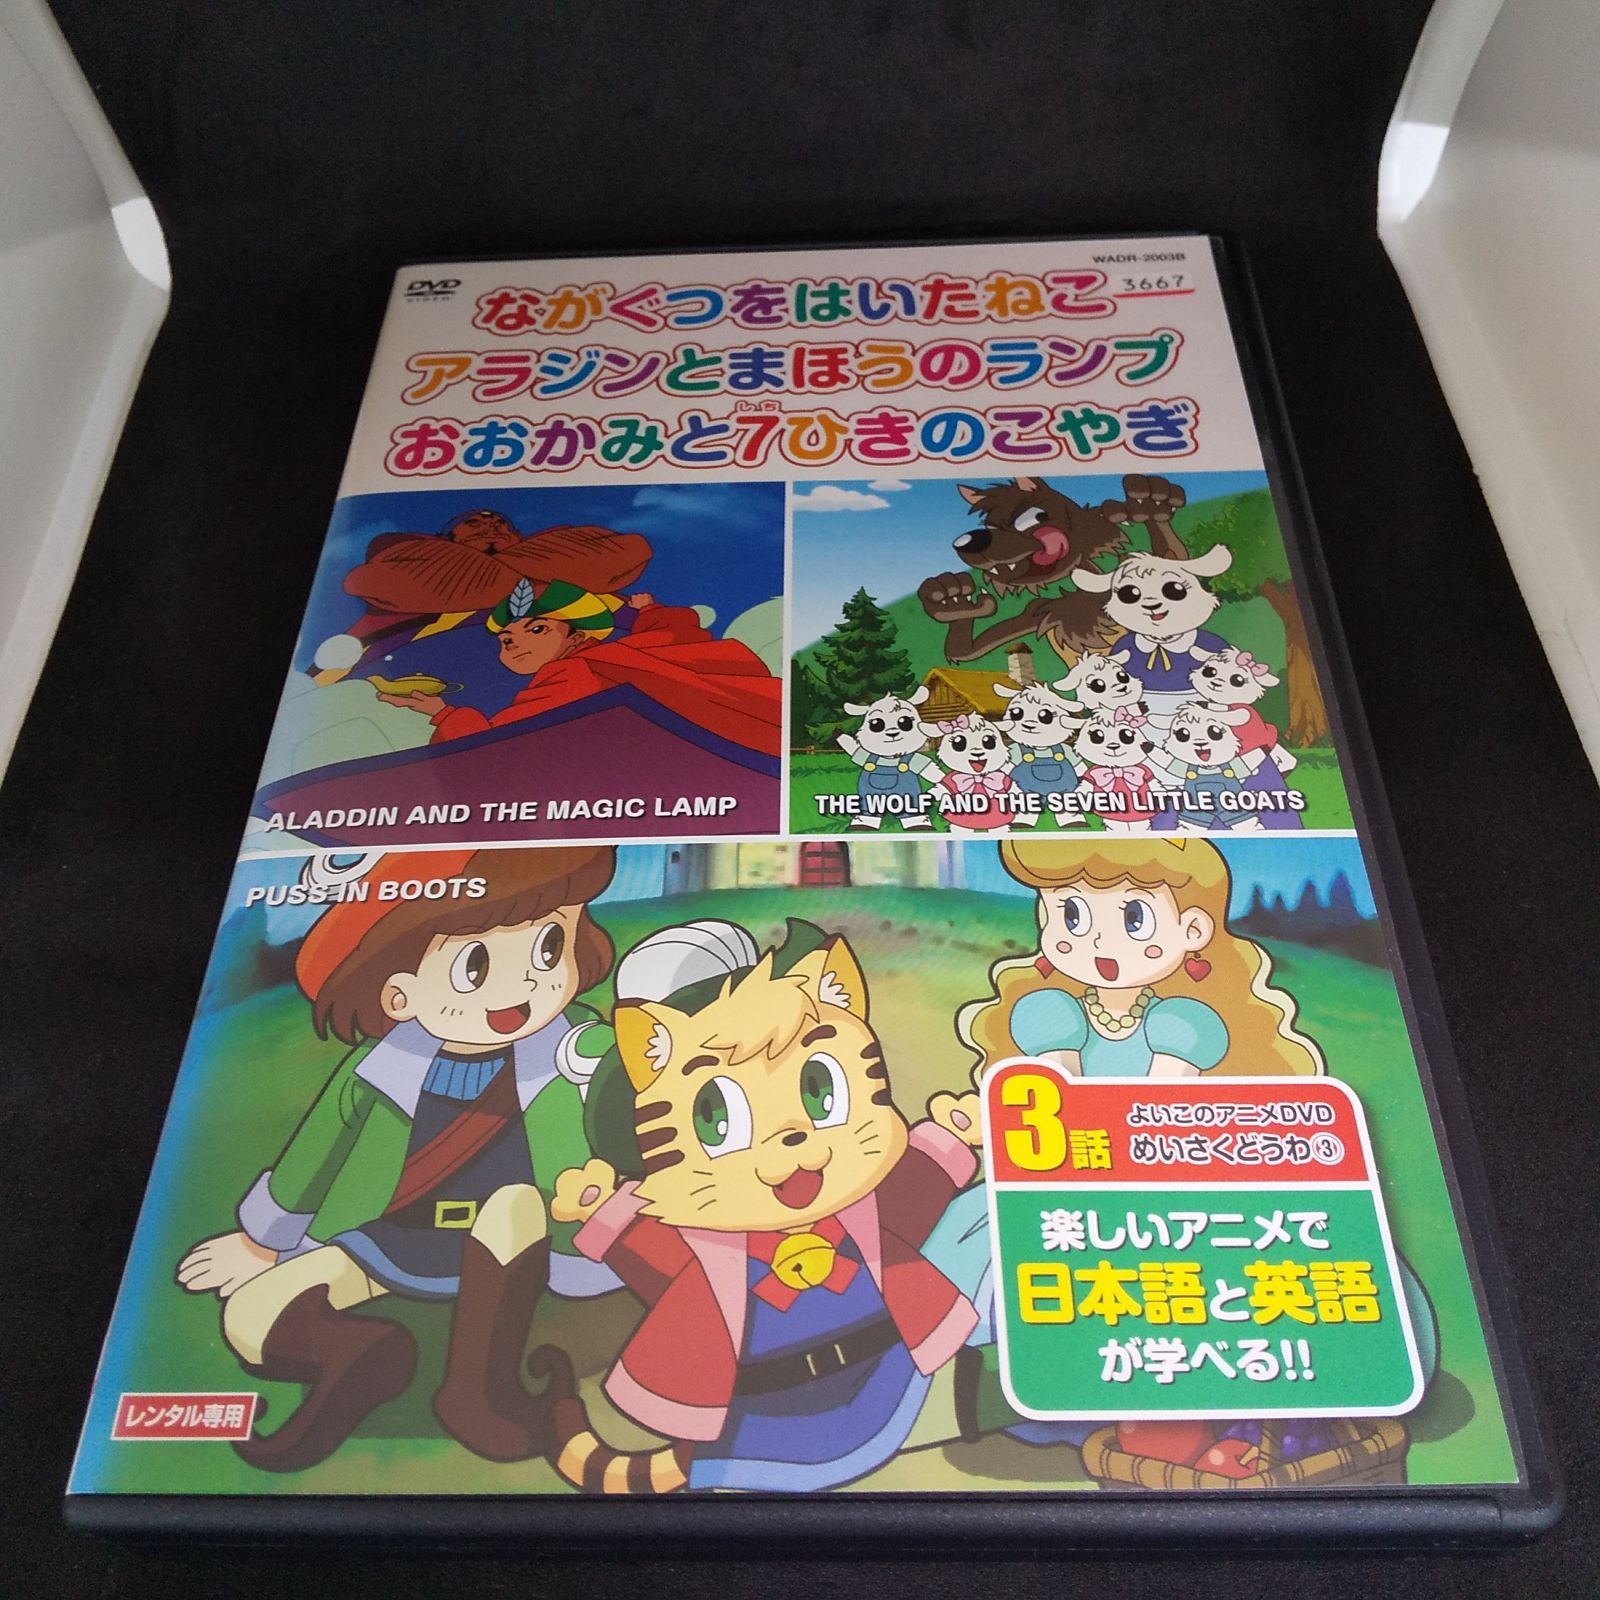 WADR-2003B
DVD
VIDEO
ながぐつをはいたねこ
3667
アラジンとまほうのランプ
しち
おおかみと7ひきのこやぎ
ALADDIN AND THE MAGIC LAMP
THE WOLF AND THE SEVEN LITTLE GOATS
PUSS IN BOOTS
3話
よいこのアニメDVD
めいさくどうわ③
楽しいアニメで
日本語と英語
が学べる!!
レンタル専用